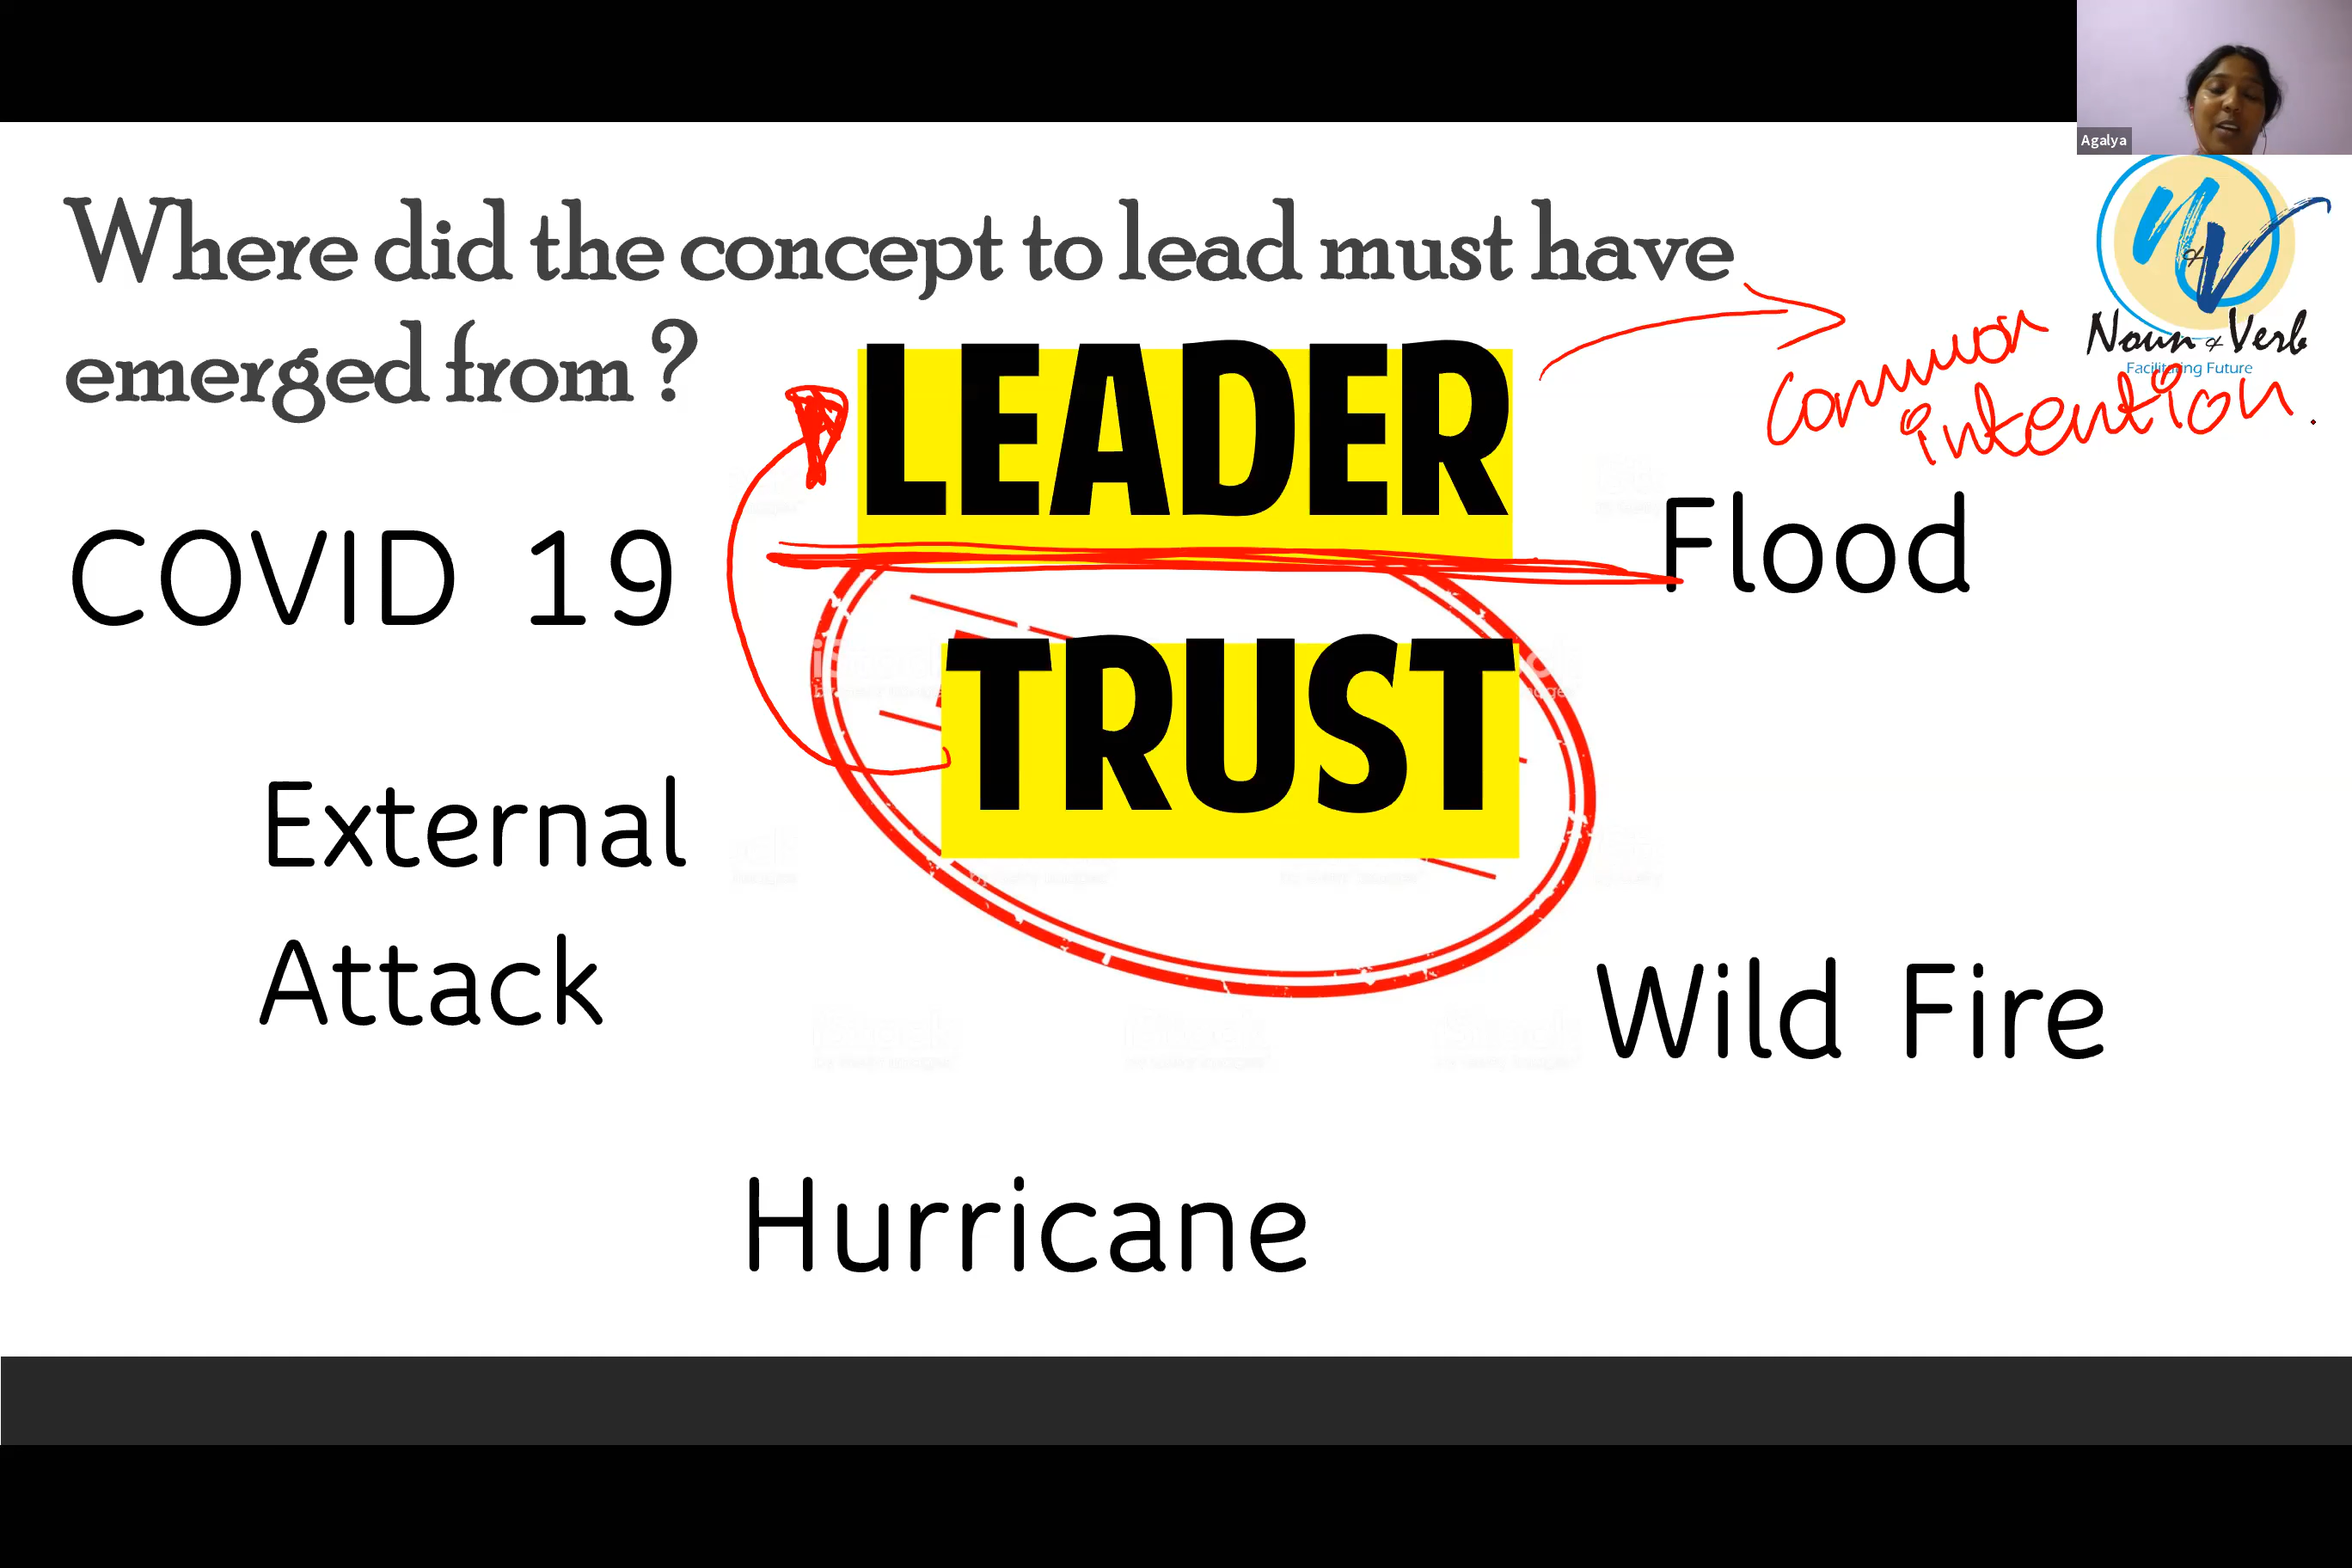 Agalya
Where did the concept to lead must have
emerged from ?
Noun & Verb
Facilitating Future
common
intention.
LEADER
COVID 19
Flood
TRUST
External
Attack
Wild Fire
Hurricane